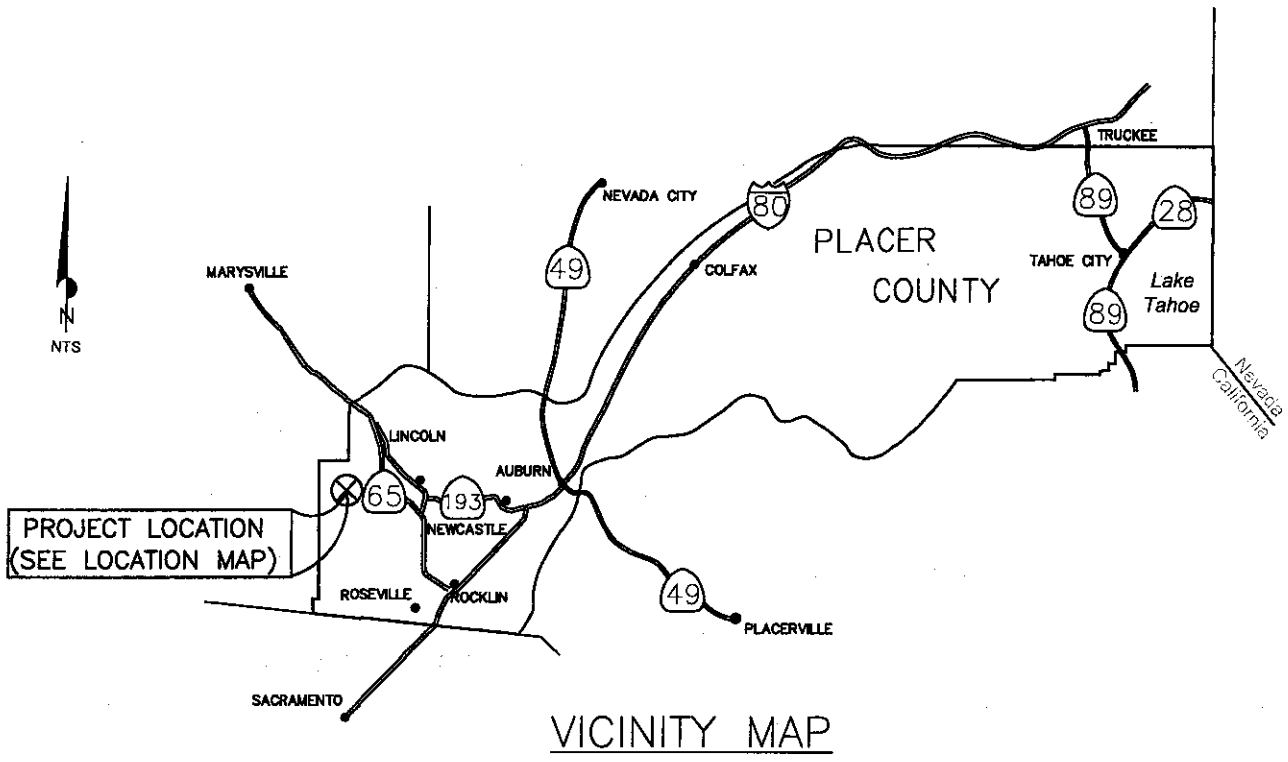 TRUCKEE
89
28
NEVADA CITY
80
PLACER
COUNTY
TAHOE CITY
49
COLFAX
MARYSVILLE
Lake
Tahoe
89
N
NTS
Nevada
California
LINCOLN
AUBURN
65
193
PROJECT LOCATION
(SEE LOCATION MAP)
NEWCASTLE
ROSEVILLE
ROCKLIN
49
PLACERVILLE
SACRAMENTO
VICINITY MAP